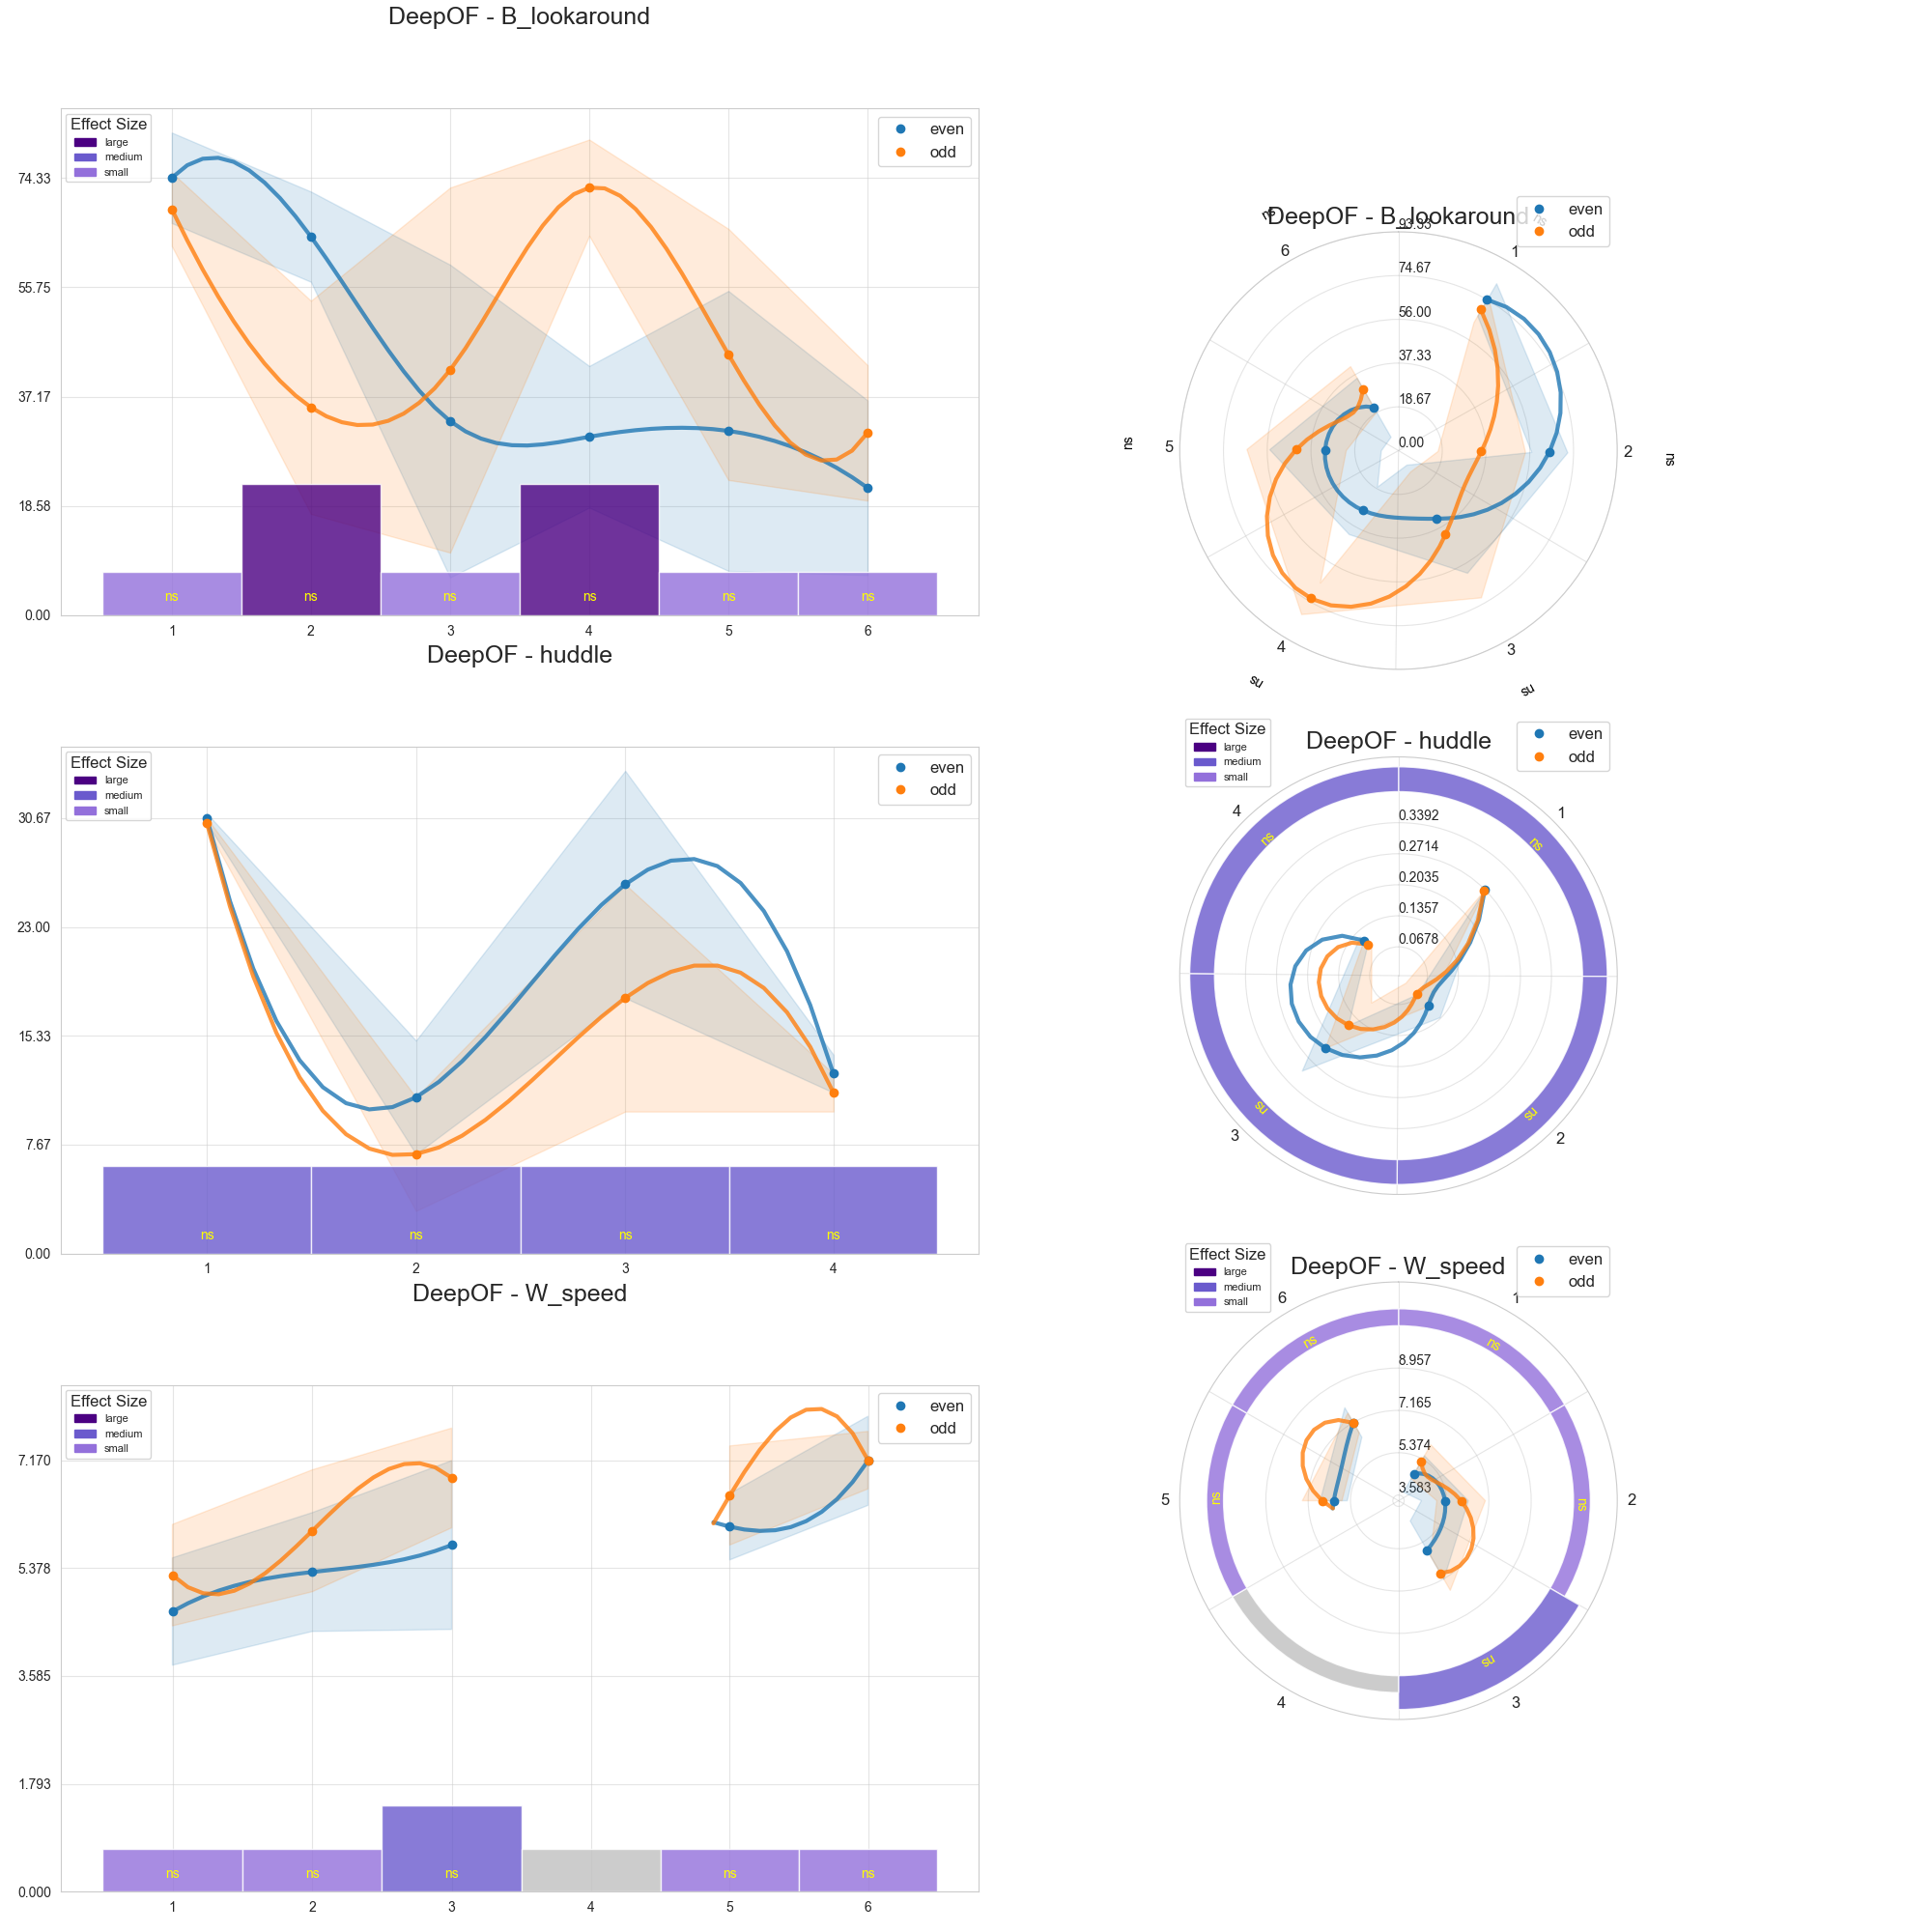 DeepOF - B_lookaround
Effect Size
large
medium
small
even
odd
74.33
55.75
37.17
18.58
0.00
ns
ns
ns
ns
ns
ns
1
2
3
4
5
6
DeepOF - B_lookaround
even
odd
ns
ns
93.33
74.67
56.00
37.33
18.67
0.00
6
1
5
2
4
3
ns
ns
ns
ns
DeepOF - huddle
Effect Size
large
medium
small
even
odd
30.67
23.00
15.33
7.67
0.00
ns
ns
ns
ns
1
2
3
4
DeepOF - huddle
Effect Size
large
medium
small
even
odd
4
1
0.3392
0.2714
0.2035
0.1357
0.0678
ns
ns
ns
ns
3
2
DeepOF - W_speed
Effect Size
large
medium
small
even
odd
7.170
5.378
3.585
1.793
0.000
ns
ns
ns
ns
ns
1
2
3
4
5
6
DeepOF - W_speed
Effect Size
large
medium
small
even
odd
6
1
8.957
7.165
5.374
3.583
ns
ns
ns
ns
ns
5
2
4
3